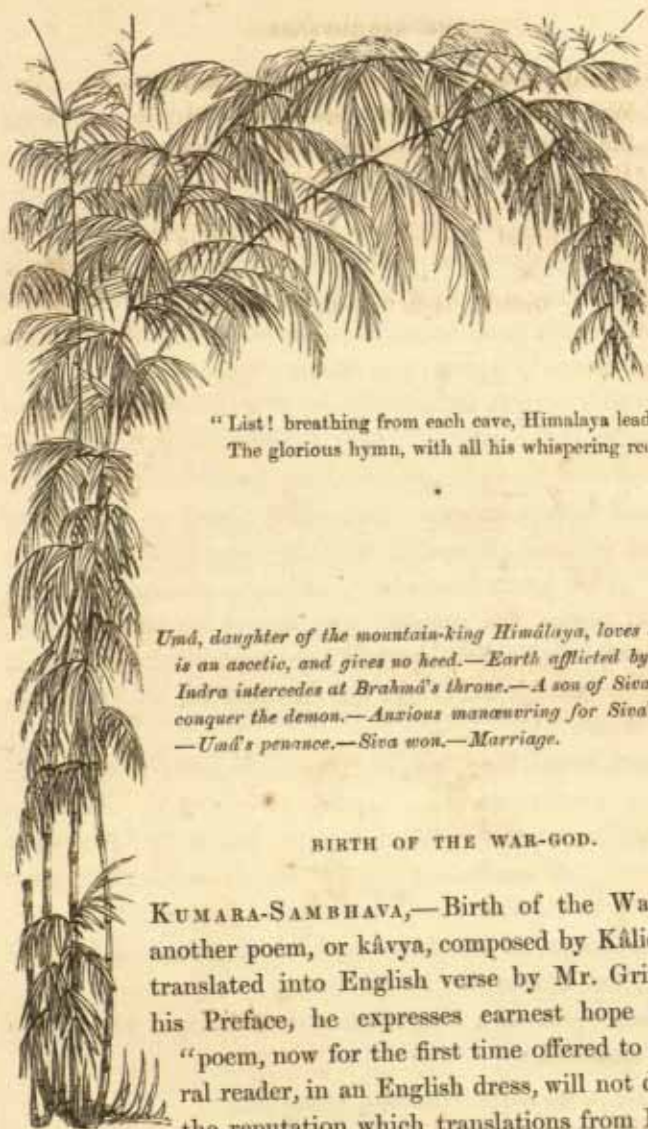 “List! breathing from each cave, Himalaya
The glorious hymn, with all his whispering
Umâ, daughter of the mountain-king Himâlaya, loves
is an ascetic, and gives no heed.—Earth afflicted by
Indra intercedes at Brahmâ's throne.—A son of Siva
conquer the demon.—Anxious manœuvring for Siva
—Umâ's penance.—Siva won.—Marriage.
BIRTH OF THE WAR-GOD.
KUMARA-SAMBHAVA,—Birth of the
another poem, or kâvya, composed by
translated into English verse by Mr.
his Preface, he expresses earnest hope
“poem, now for the first time offered to
ral reader, in an English dress, will not
the reputation which translations from